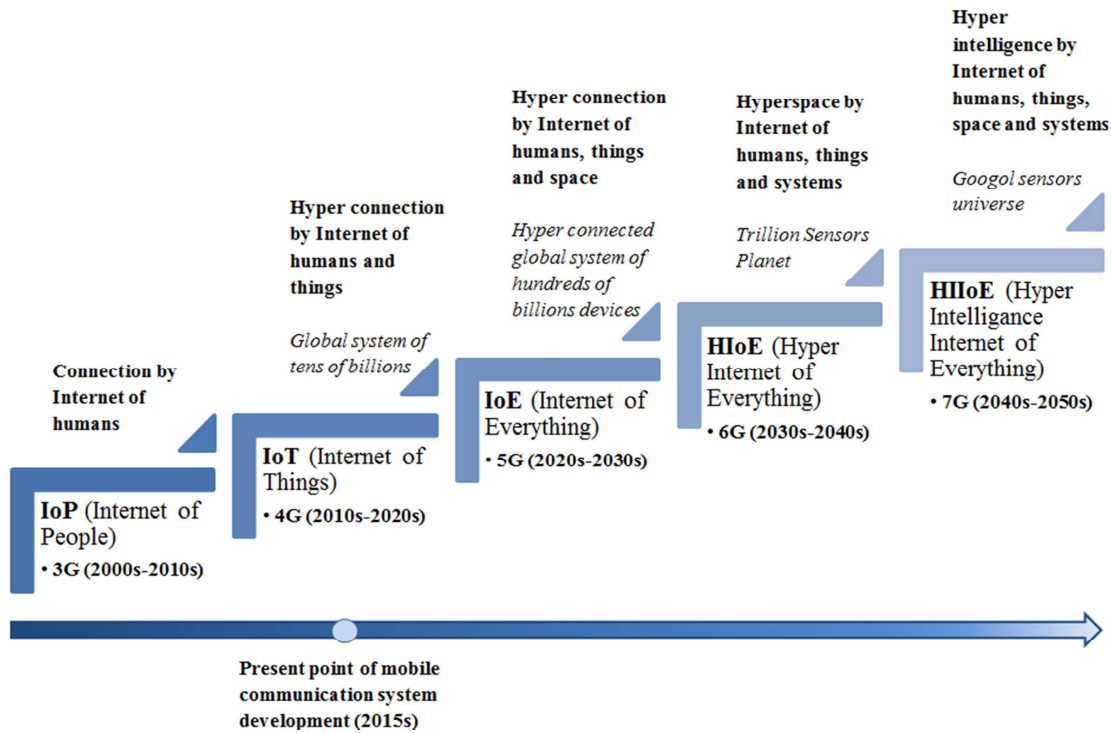 Connection by
Internet of
humans
IoP (Internet of
People)
• 3G (2000s-2010s)
Hyper connection
by Internet of
humans and
things
Global system of
tens of billions
IoT (Internet of
Things)
• 4G (2010s-2020s)
Hyper connection
by Internet of
humans, things
and space
Hyper connected
global system of
hundreds of
billions devices
IoE (Internet of
Everything)
• 5G (2020s-2030s)
Hyperspace by
Internet of
humans, things
and systems
Trillion Sensors
Planet
HIoE (Hyper
Internet of
Everything)
• 6G (2030s-2040s)
Hyper
intelligence by
Internet of
humans, things,
space and systems
Googol sensors
universe
HIIoE (Hyper
Intelligance
Internet of
Everything)
• 7G (2040s-2050s)
Present point of mobile
communication system
development (2015s)